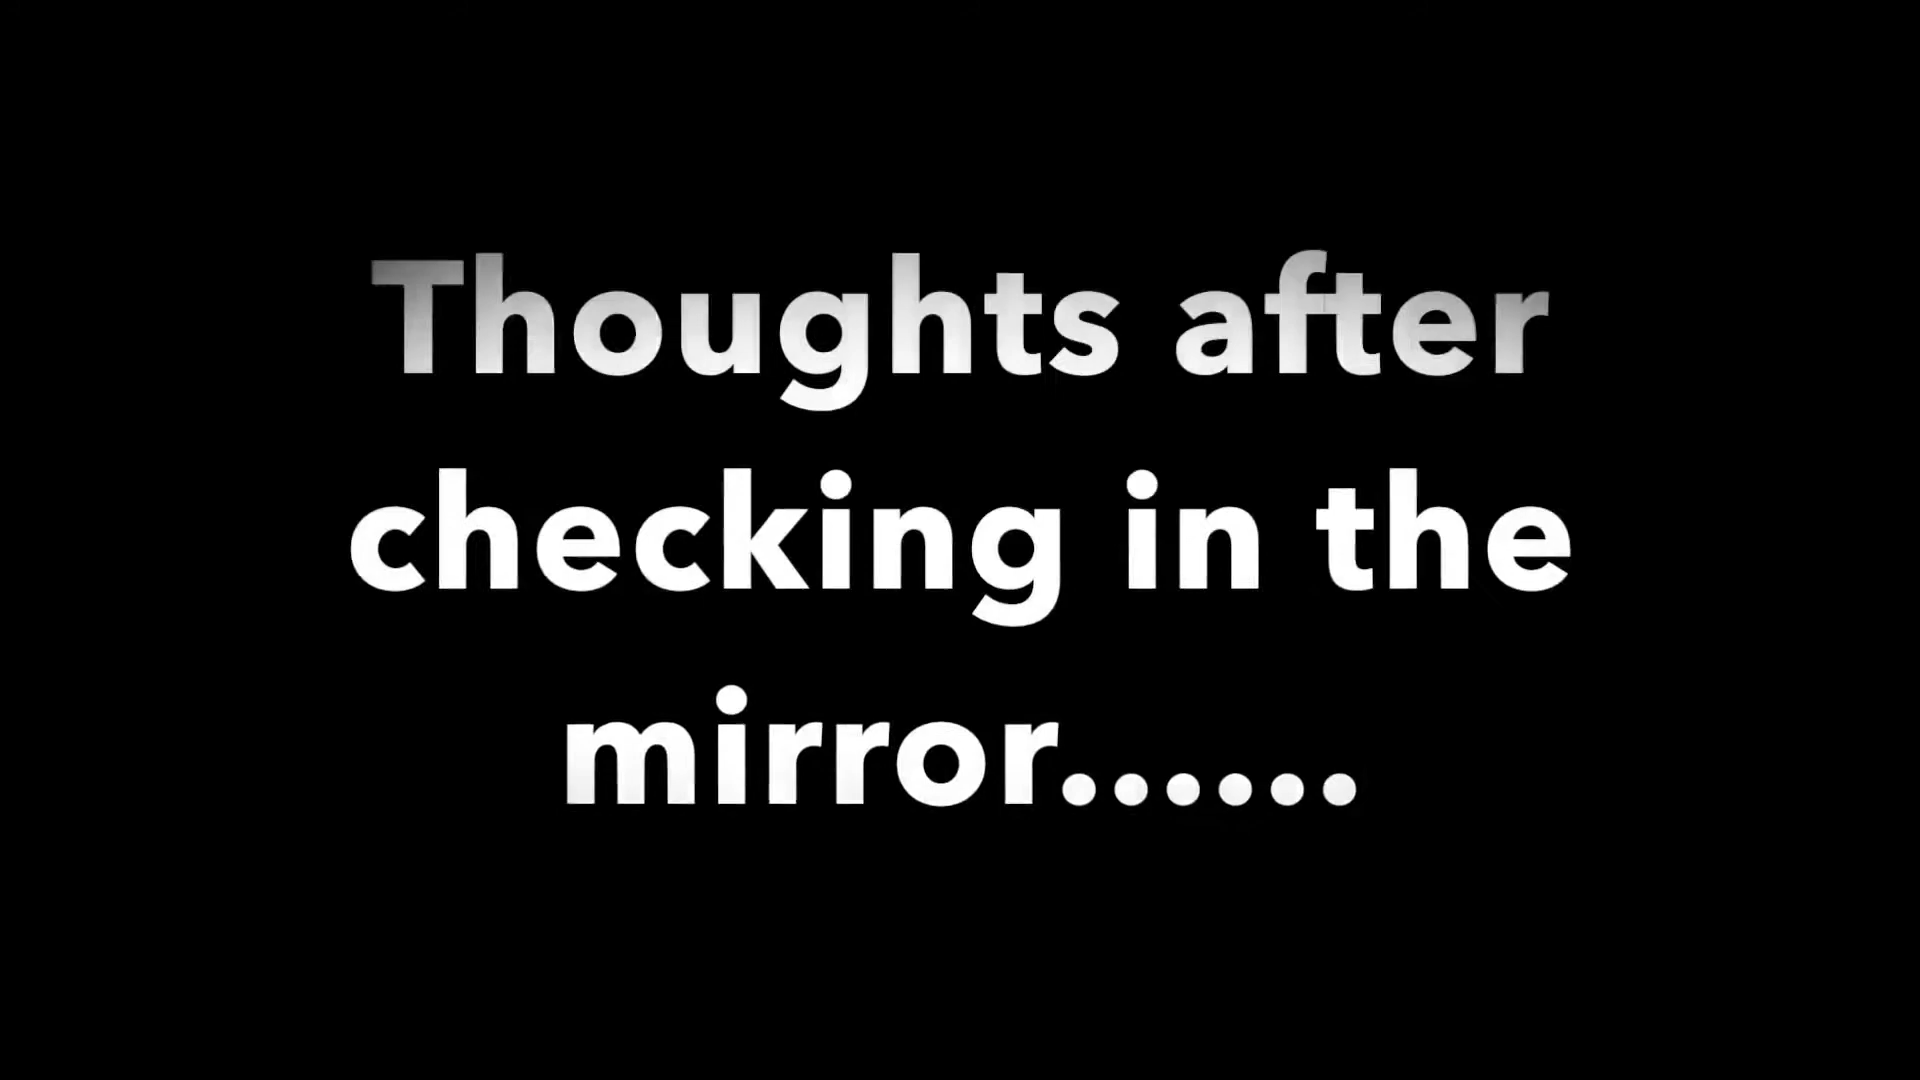 Thoughts after
checking in the
mirror......